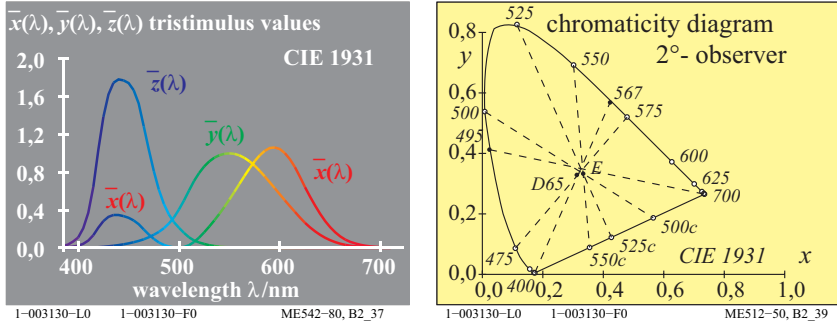 x̅(λ), y̅(λ), z̅(λ) tristimulus values
CIE 1931
2,0
1,6
1,2
0,8
0,4
0,0
z̅(λ)
y̅(λ)
x̅(λ)
x̅(λ)
400 500 600 700
wavelength λ/nm
1-003130-L0 1-003130-F0 ME542-80, B2_37
chromaticity diagram
2°- observer
y
0,8
0,6
0,4
0,2
0,0
525
550
567
575
500
495
600
625
700
E
D65
500c
525c
550c
475
400
CIE 1931
x
0,0 0,2 0,4 0,6 0,8 1,0
1-003130-L0 1-003130-F0 ME512-50, B2_39